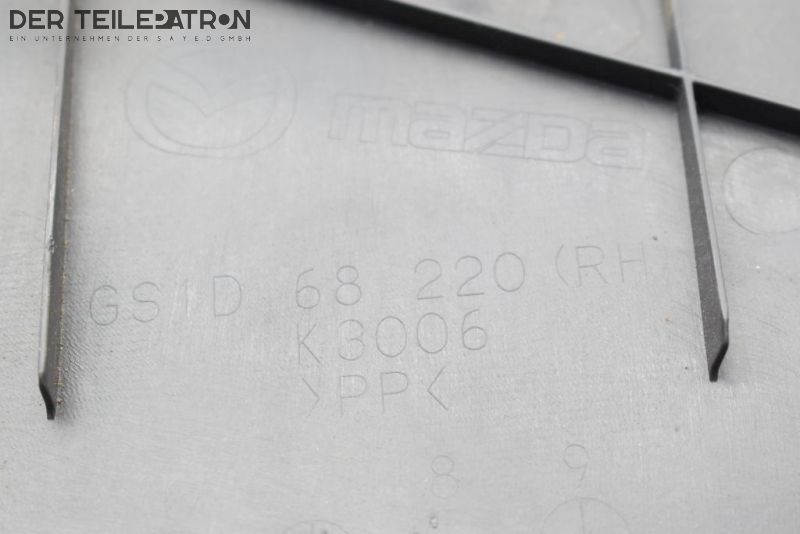 DER TEILEPATRON
EIN UNTERNEHMEN DER S A Y E D GMBH
mazda
GS1D 68 220 (RH
K3006
>PP<
8 9